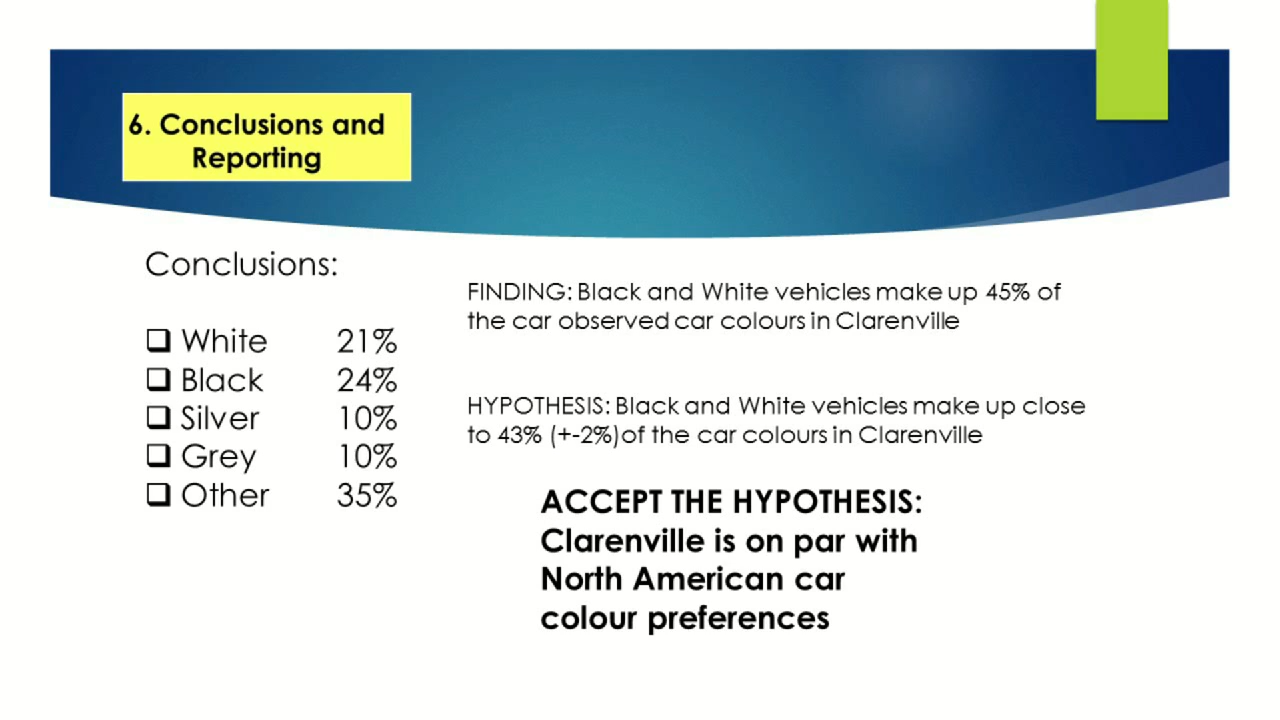 6. Conclusions and
Reporting
Conclusions:
❑ White 21%
❑ Black 24%
❑ Silver 10%
❑ Grey 10%
❑ Other 35%
FINDING: Black and White vehicles make up 45% of
the car observed car colours in Clarenville
HYPOTHESIS: Black and White vehicles make up close
to 43% (+-2%)of the car colours in Clarenville
ACCEPT THE HYPOTHESIS:
Clarenville is on par with
North American car
colour preferences